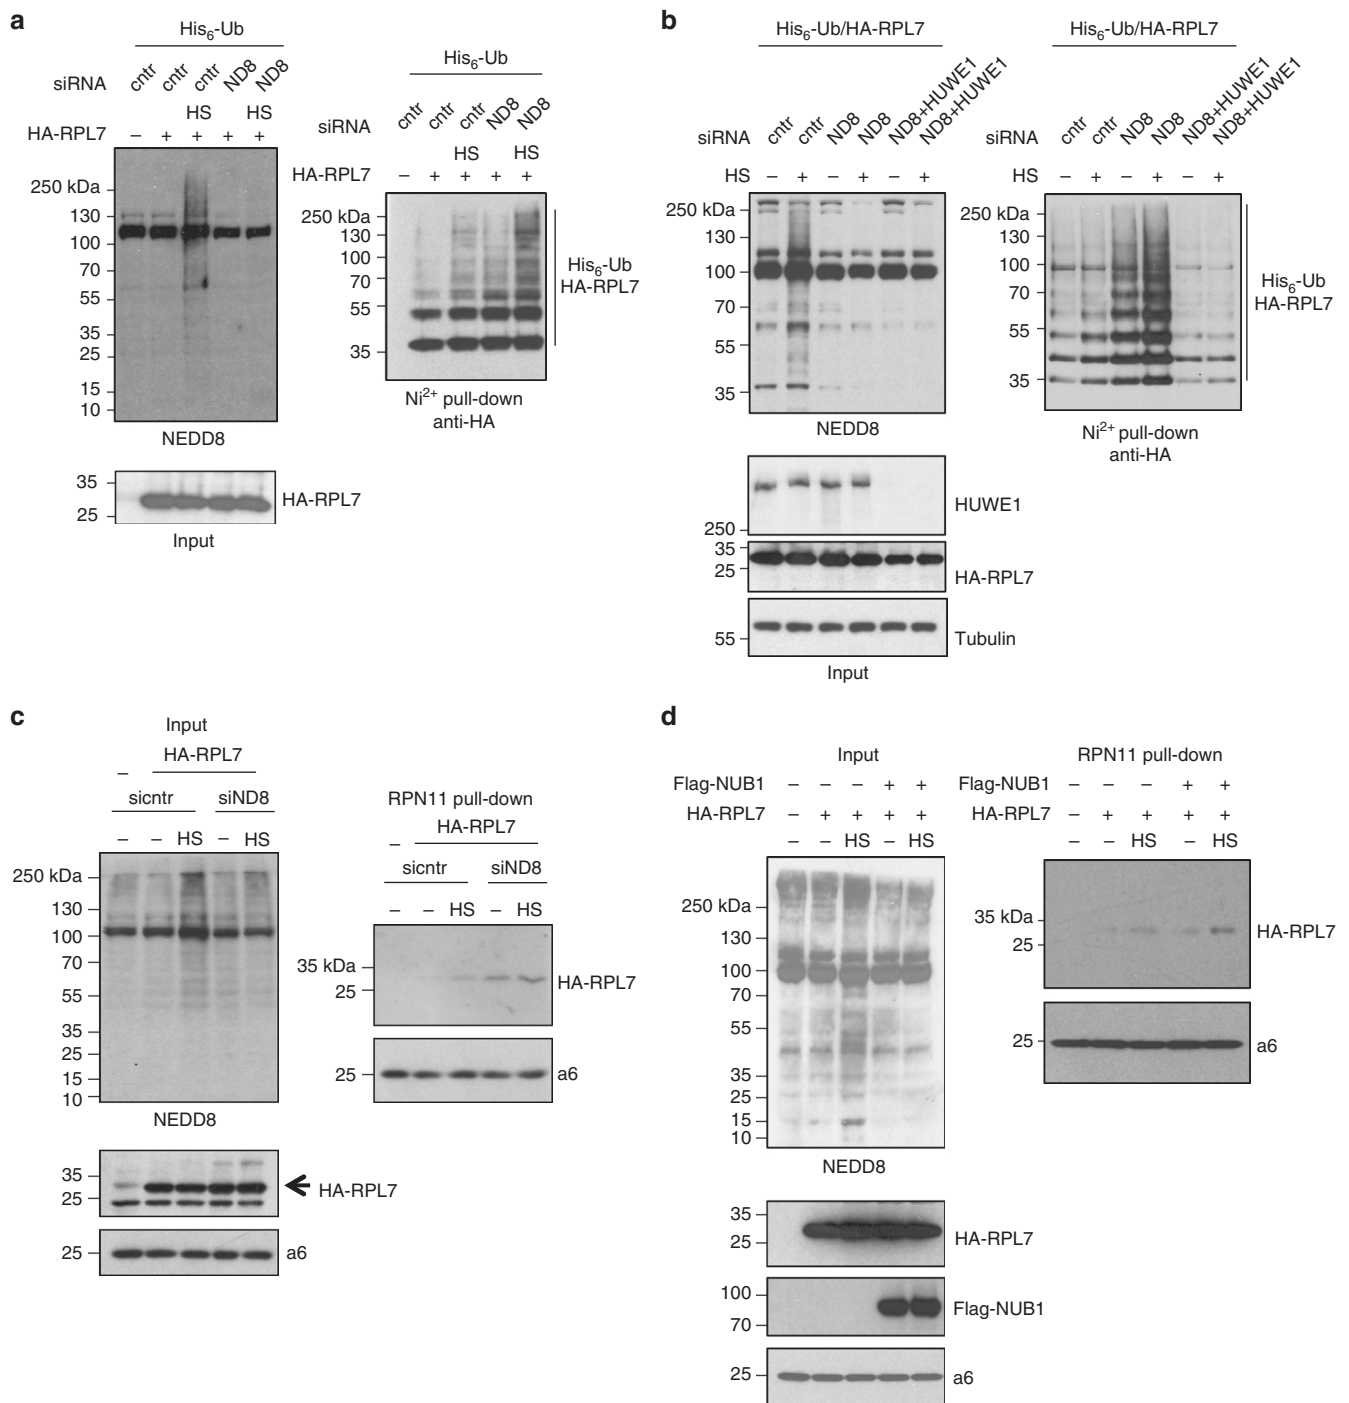 a
His6-Ub
siRNA cntr cntr cntr ND8 ND8
HS HS
HA-RPL7 – + + + +
250 kDa
130
100
70
55
35
25
15
10
NEDD8
35
25
HA-RPL7
Input
His6-Ub
siRNA cntr cntr cntr ND8 ND8
HS HS
HA-RPL7 – + + + +
250 kDa
130
100
70
55
35
His6-Ub
HA-RPL7
Ni2+ pull-down
anti-HA
b
His6-Ub/HA-RPL7
siRNA cntr cntr ND8 ND8 ND8+HUWE1 ND8+HUWE1
HS – + – + – +
250 kDa
130
100
70
55
35
NEDD8
250
HUWE1
35
25
HA-RPL7
55
Tubulin
Input
His6-Ub/HA-RPL7
siRNA cntr cntr ND8 ND8 ND8+HUWE1 ND8+HUWE1
HS – + – + – +
250 kDa
130
100
70
55
35
His6-Ub
HA-RPL7
Ni2+ pull-down
anti-HA
c
Input
– HA-RPL7
sicntr siND8
– – HS – HS
250 kDa
130
100
70
55
35
25
15
10
NEDD8
35
25
HA-RPL7
25
a6
RPN11 pull-down
– HA-RPL7
sicntr siND8
– – HS – HS
35 kDa
25
HA-RPL7
25
a6
d
Input
Flag-NUB1 – – – + +
HA-RPL7 – + + + +
– – HS – HS
250 kDa
130
100
70
55
35
25
15
10
NEDD8
35
25
HA-RPL7
100
70
Flag-NUB1
25
a6
RPN11 pull-down
Flag-NUB1 – – – + +
HA-RPL7 – + + + +
– – HS – HS
35 kDa
25
HA-RPL7
25
a6